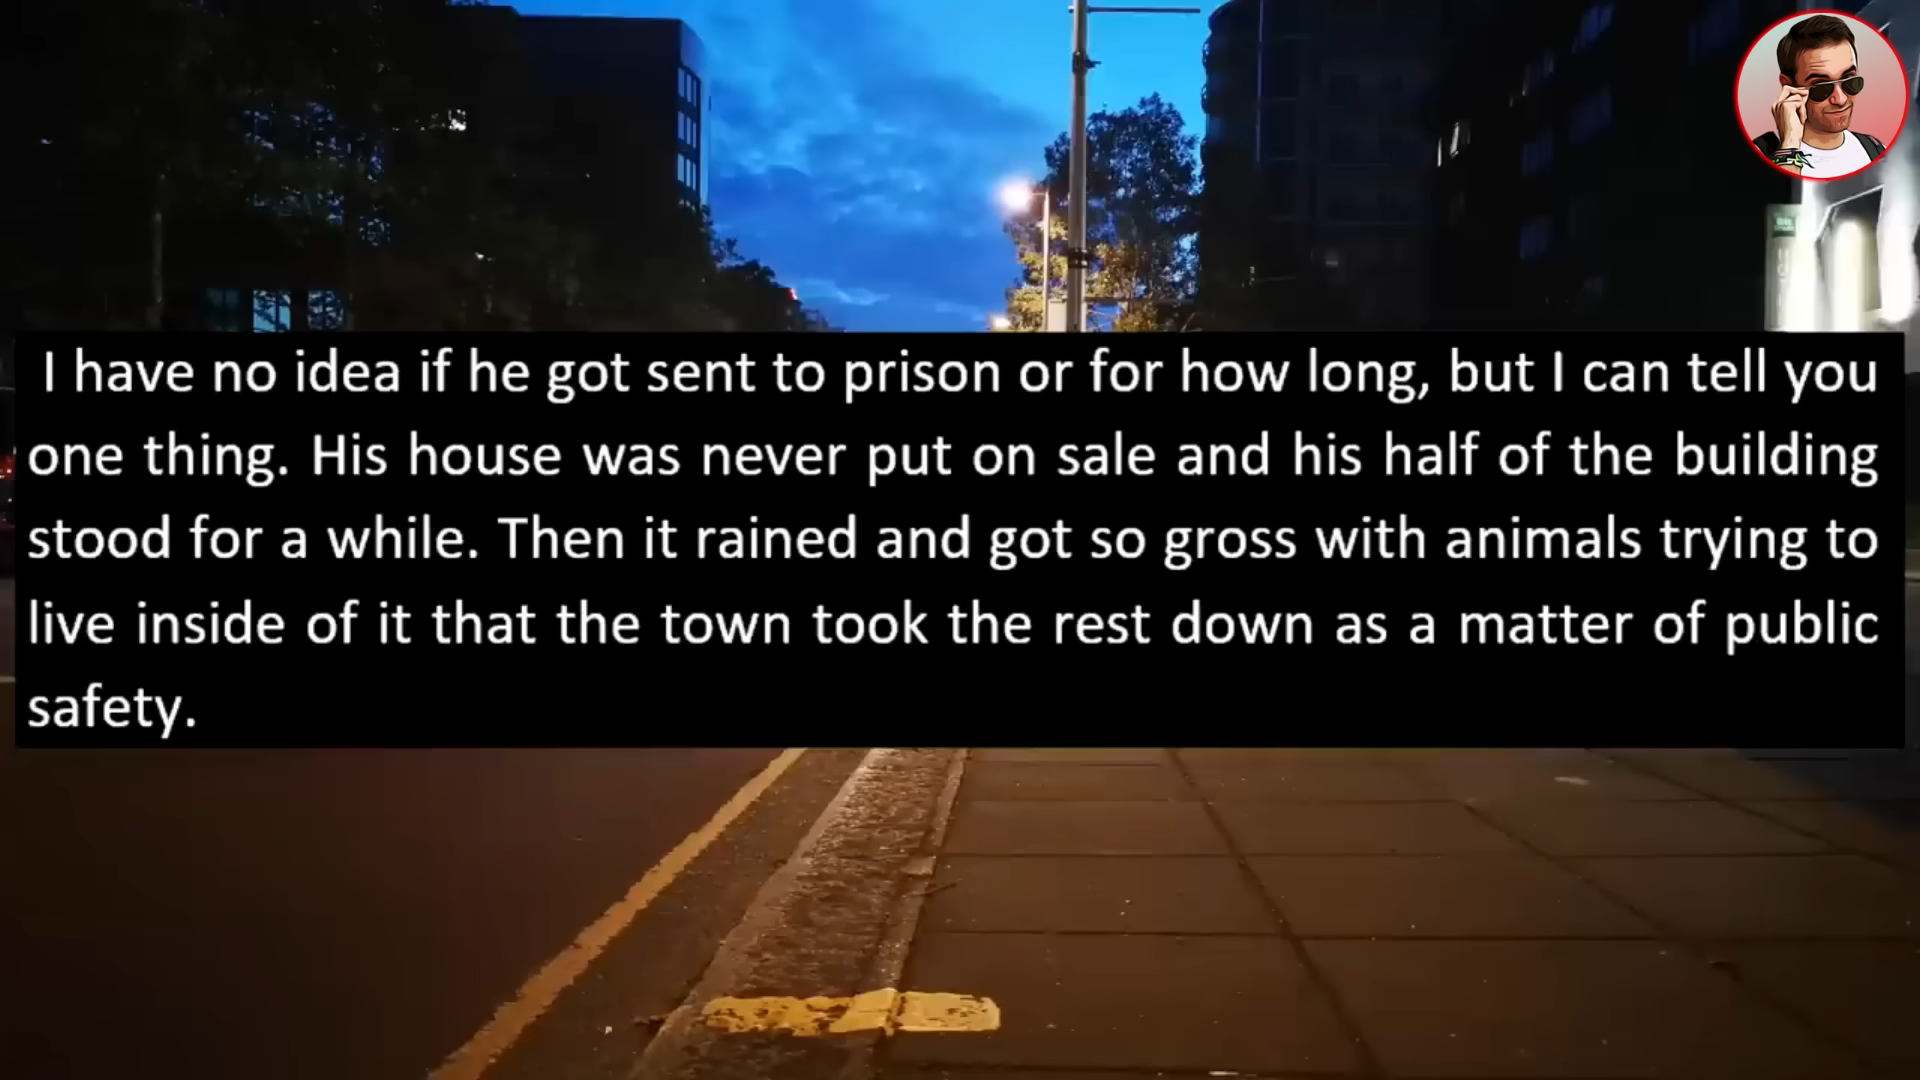 I have no idea if he got sent to prison or for how long, but I can tell you
one thing. His house was never put on sale and his half of the building
stood for a while. Then it rained and got so gross with animals trying to
live inside of it that the town took the rest down as a matter of public
safety.